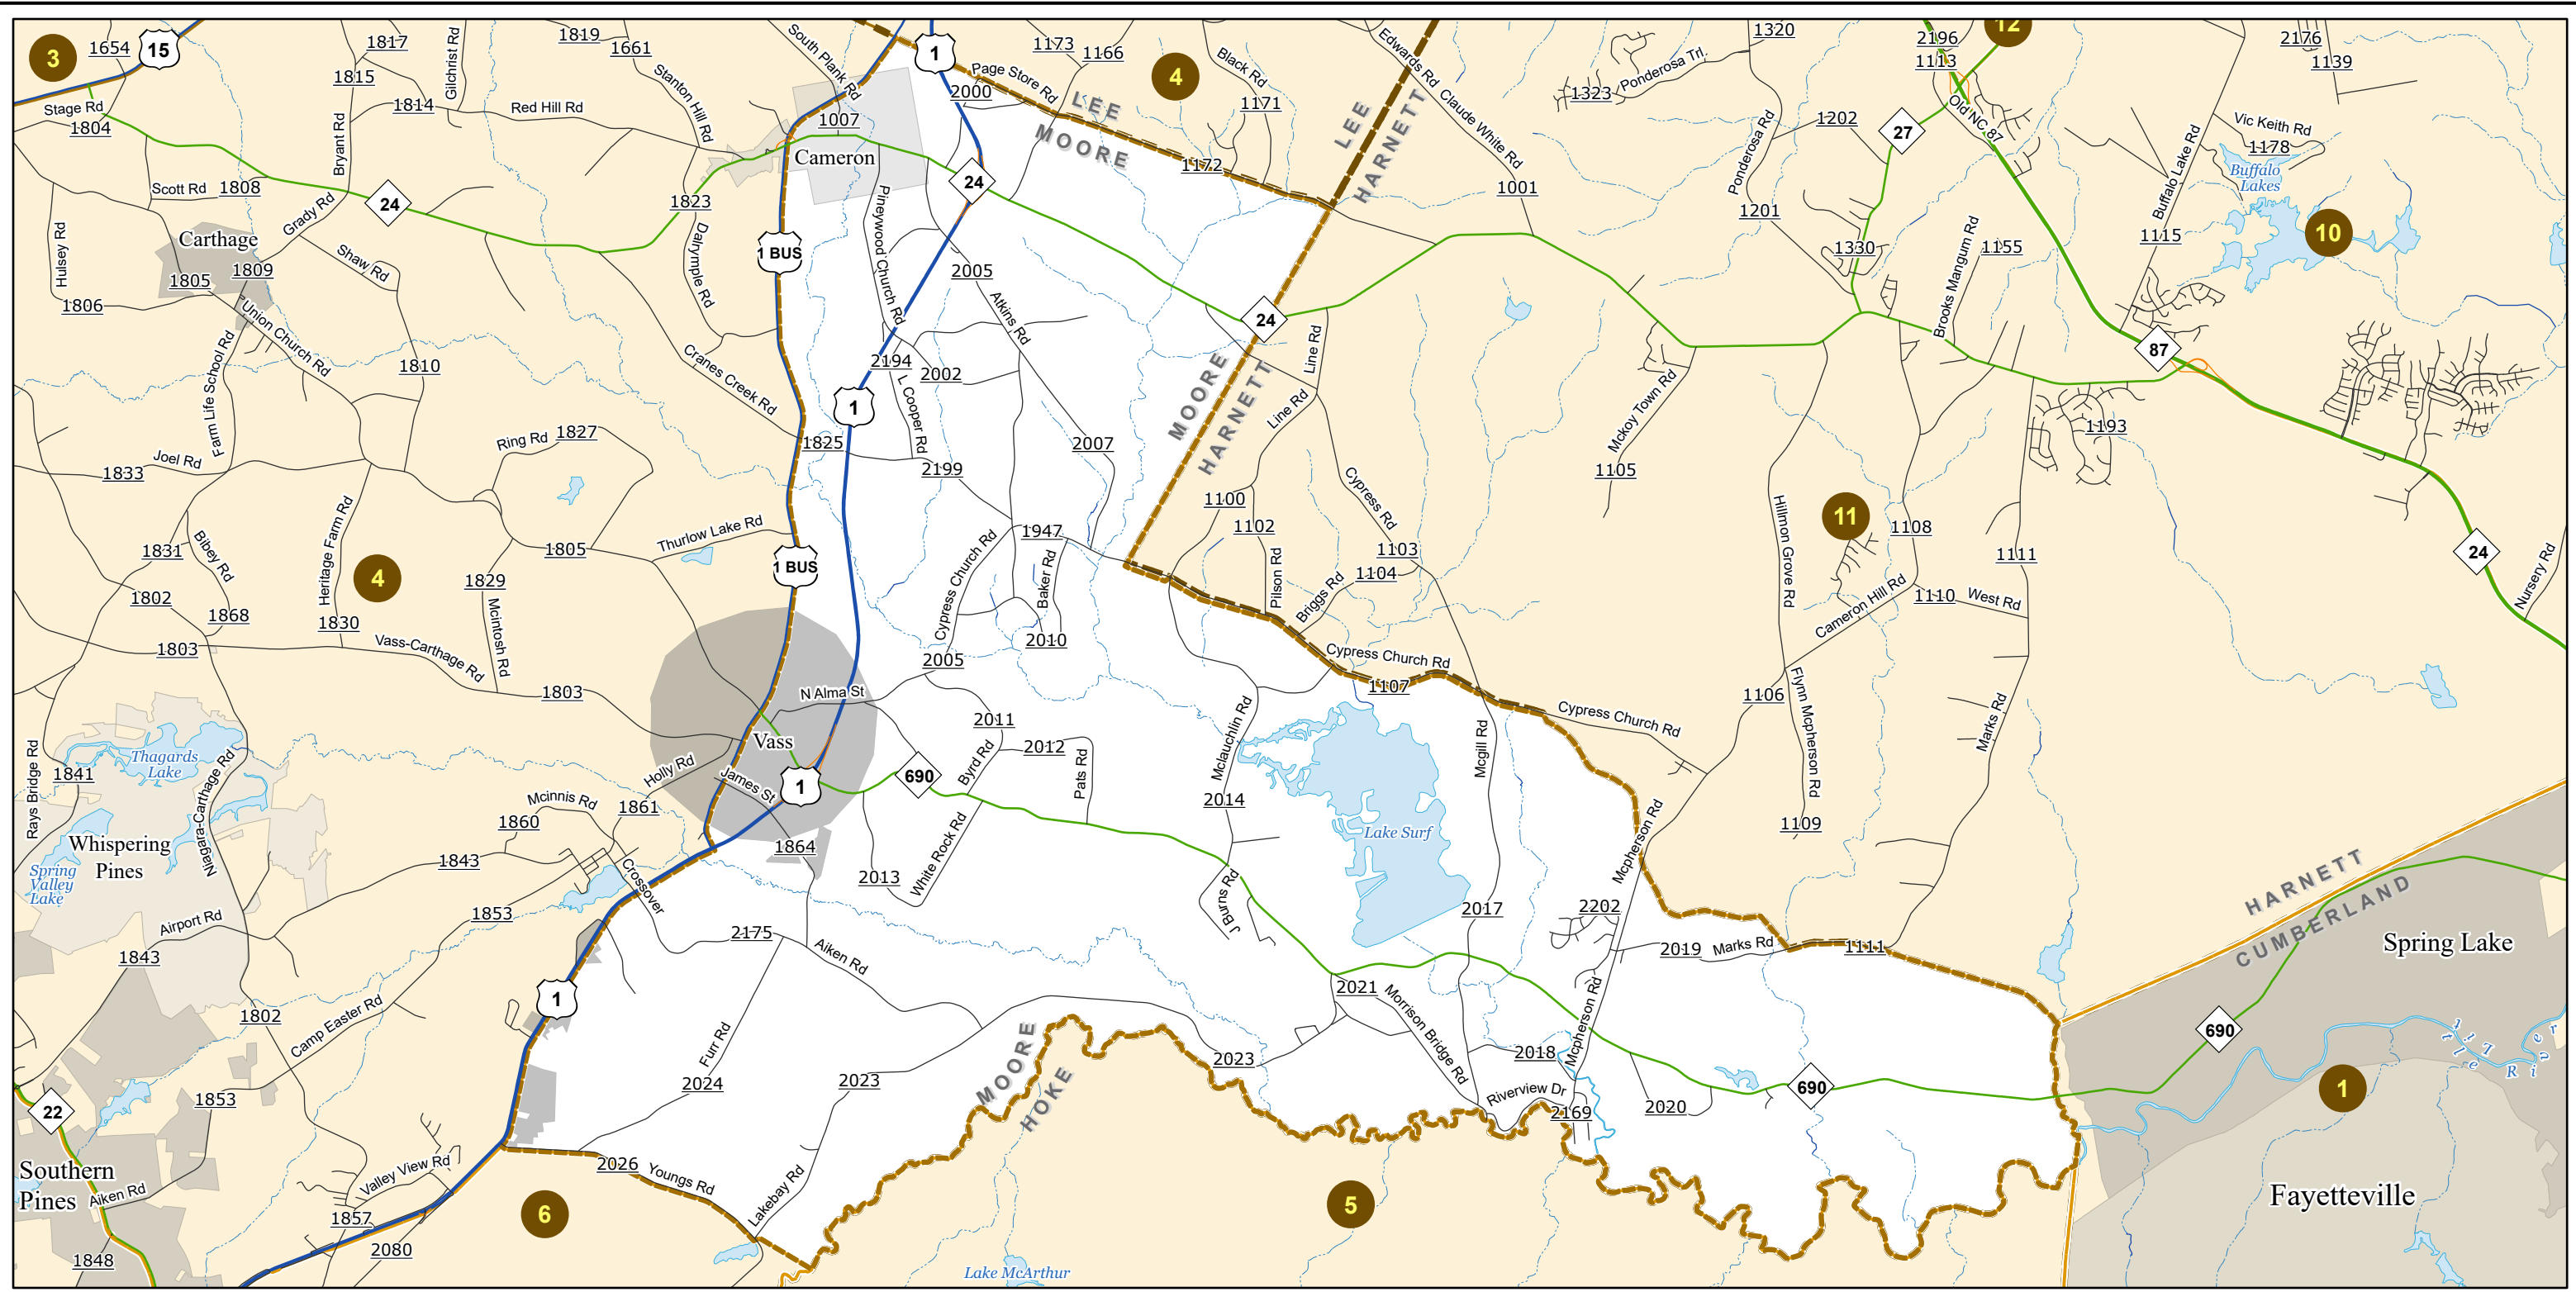 3
1654
15
1817
Gilchrist Rd
1819
1661
South Plank Rd
1
1173
1166
4
Black Rd
Edwards Rd
1320
2196
12
2176
1815
1113
1139
Stanton Hill Rd
Page Store Rd
Ponderosa Trl.
Stage Rd
1814
Red Hill Rd
2000
LEE
1171
LEE
Claude White Rd
1323
Old NC 87
1804
Bryant Rd
1007
MOORE
HARNETT
1202
27
Vic Keith Rd
1178
Cameron
1172
Ponderosa Rd
Buffalo Lake Rd
Buffalo
Lakes
Scott Rd
1808
24
1823
24
1001
1201
Grady Rd
Pineywood Church Rd
Hulsey Rd
Carthage
Shaw Rd
Dalrymple Rd
1 BUS
1330
Brooks Mangum Rd
1155
1115
10
1805
1809
2005
1806
Union Church Rd
Atkins Rd
24
Line Rd
87
Farm Life School Rd
1810
Cranes Creek Rd
2194
2002
MOORE
HARNETT
Mckoy Town Rd
L Cooper Rd
1
Line Rd
1193
Ring Rd
1827
1825
2007
1833
Joel Rd
2199
1105
Heritage Farm Rd
1100
Cypress Rd
Hillmon Grove Rd
11
1102
1108
Thurlow Lake Rd
1947
1831
Bibey Rd
1805
1103
1111
24
4
1 BUS
Cypress Church Rd
Baker Rd
Pilson Rd
1104
Nursery Rd
1829
Briggs Rd
1802
1868
Mcintosh Rd
Cameron Hill Rd
1110
West Rd
1830
2010
1803
Vass-Carthage Rd
2005
Cypress Church Rd
1803
N Alma St
1107
1106
Flynn Mcpherson Rd
2011
Mclauchlin Rd
Cypress Church Rd
Marks Rd
Rays Bridge Rd
Thagards
Lake
Vass
2012
Mcgill Rd
1841
Niagara-Carthage Rd
Holly Rd
James St
1
690
Byrd Rd
Pats Rd
Mcinnis Rd
1861
2014
Mcpherson Rd
1860
White Rock Rd
Lake Surf
1109
Whispering
Pines
1864
1843
Spring
Valley
Lake
Crossover
2013
J Burns Rd
HARNETT
CUMBERLAND
Airport Rd
1853
2017
2202
2175
Aiken Rd
2019
Marks Rd
1111
Spring Lake
1843
1
2021
Morrison Bridge Rd
Mcpherson Rd
1802
Camp Easter Rd
Furr Rd
MOORE
HOKE
2023
2018
690
Little River
2024
2023
Riverview Dr
690
1
22
1853
2169
2020
Southern
Pines
Aiken Rd
Valley View Rd
2026
Youngs Rd
Lakebay Rd
6
5
Fayetteville
1857
2080
1848
Lake McArthur